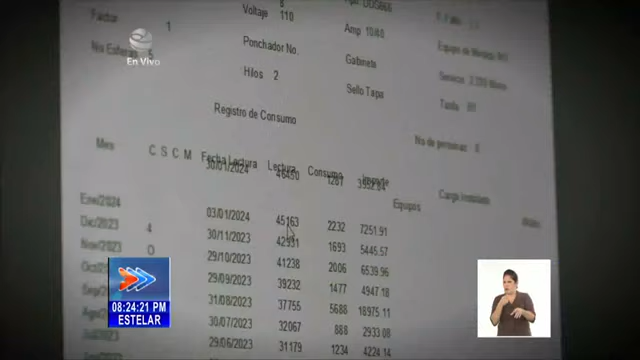 Factor 1
Voltaje 110
Amp 10/60
En Vivo
Ponchador No.
Gabinete
Hilos 2
Sello Tapa
Tarifa
Registro de Consumo
No de personas 0
Mes C S C M Fecha Lectura Lectura Consumo Importe
30/01/2024 46450 1287
Equipos
Carga instalada
Ene/2024
Dic/2023 4 03/01/2024 45163 2232 7251.91
Nov/2023 O 30/11/2023 42931 1693 5445.57
29/10/2023 41238 2006 6539.96
29/09/2023 39232 1477 4947.18
31/08/2023 37755 5688 18975.11
30/07/2023 32067 888 2933.08
29/06/2023 31179 1234 4224.14
08:24:21 PM
ESTELAR